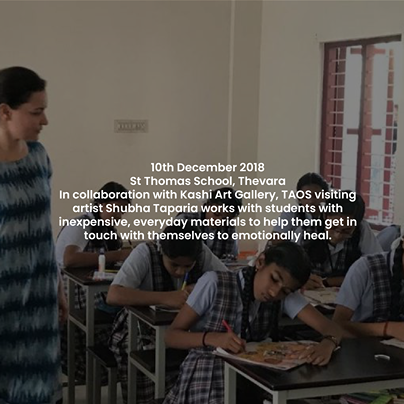 10th December 2018
St Thomas School, Thevara
In collaboration with Kashi Art Gallery, TAOS visiting
artist Shubha Taparia works with students with
inexpensive, everyday materials to help them get in
touch with themselves to emotionally heal.